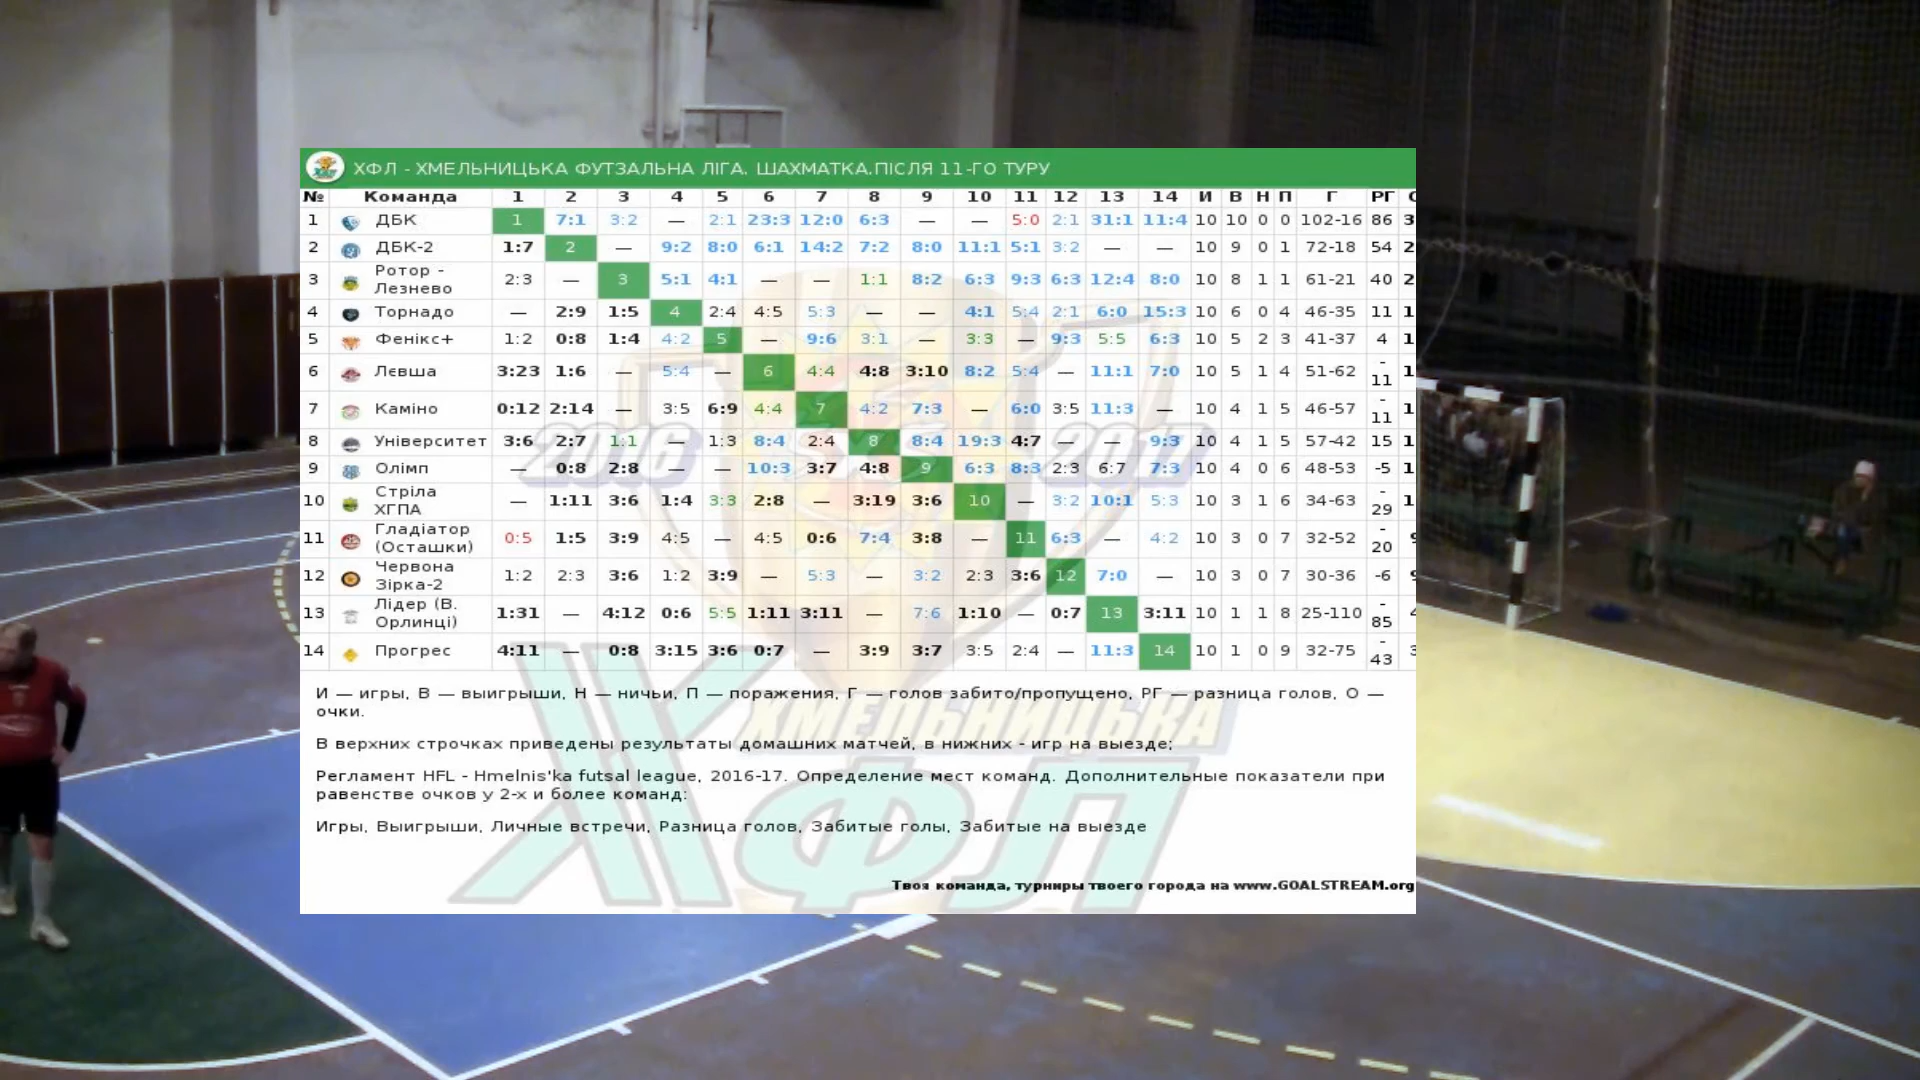 ХФЛ - ХМЕЛЬНИЦЬКА ФУТЗАЛЬНА ЛІГА. ШАХМАТКА.ПІСЛЯ 11-ГО ТУРУ
№ Команда 1 2 3 4 5 6 7 8 9 10 11 12 13 14 И В Н П Г РГ
1 ДБК 1 7:1 3:2 — 2:1 23:3 12:0 6:3 — — 5:0 2:1 31:1 11:4 10 10 0 0 102-16 86 3
2 ДБК-2 1:7 2 — 9:2 8:0 6:1 14:2 7:2 8:0 11:1 5:1 3:2 — — 10 9 0 1 72-18 54 2
3 Ротор - Лезнево 2:3 — 3 5:1 4:1 — — 1:1 8:2 6:3 9:3 6:3 12:4 8:0 10 8 1 1 61-21 40 2
4 Торнадо — 2:9 1:5 4 2:4 4:5 5:3 — — 4:1 5:4 2:1 6:0 15:3 10 6 0 4 46-35 11 1
5 Фенікс+ 1:2 0:8 1:4 4:2 5 — 9:6 3:1 — 3:3 — 9:3 5:5 6:3 10 5 2 3 41-37 4 1
6 Лєвша 3:23 1:6 — 5:4 — 6 4:4 4:8 3:10 8:2 5:4 — 11:1 7:0 10 5 1 4 51-62 -11 1
7 Каміно 0:12 2:14 — 3:5 6:9 4:4 7 4:2 7:3 — 6:0 3:5 11:3 — 10 4 1 5 46-57 -11 1
8 Університет 3:6 2:7 1:1 — 1:3 8:4 2:4 8 8:4 19:3 4:7 — — 9:3 10 4 1 5 57-42 15 1
9 Олімп — 0:8 2:8 — — 10:3 3:7 4:8 9 6:3 8:3 2:3 6:7 7:3 10 4 0 6 48-53 -5 1
10 Стріла ХГПА — 1:11 3:6 1:4 3:3 2:8 — 3:19 3:6 10 — 3:2 10:1 5:3 10 3 1 6 34-63 -29 1
11 Гладіатор (Осташки) 0:5 1:5 3:9 4:5 — 4:5 0:6 7:4 3:8 — 11 6:3 — 4:2 10 3 0 7 32-52 -20 9
12 Червона Зірка-2 1:2 2:3 3:6 1:2 3:9 — 5:3 — 3:2 2:3 3:6 12 7:0 — 10 3 0 7 30-36 -6 9
13 Лідер (В. Орлинці) 1:31 — 4:12 0:6 5:5 1:11 3:11 — 7:6 1:10 — 0:7 13 3:11 10 1 1 8 25-110 -85 4
14 Прогрес 4:11 — 0:8 3:15 3:6 0:7 — 3:9 3:7 3:5 2:4 — 11:3 14 10 1 0 9 32-75 -43 3
2016 2017
И — игры, В — выигрыши, Н — ничьи, П — поражения, Г — голов забито/пропущено, РГ — разница голов, О —
очки.
ХМЕЛЬНИЦЬКА
В верхних строчках приведены результаты домашних матчей, в нижних - игр на выезде;
Регламент HFL - Hmelnis'ka futsal league, 2016-17. Определение мест команд. Дополнительные показатели при
равенстве очков у 2-х и более команд:
Игры, Выигрыши, Личные встречи, Разница голов, Забитые голы, Забитые на выезде
ХФЛ
Твоя команда, турниры твоего города на www.GOALSTREAM.org